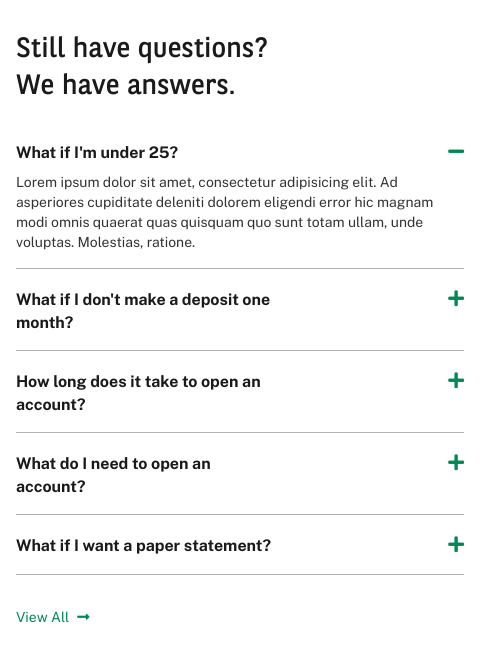 Still have questions?
We have answers.
What if I'm under 25?
Lorem ipsum dolor sit amet, consectetur adipisicing elit. Ad
asperiores cupiditate deleniti dolorem eligendi error hic magnam
modi omnis quaerat quas quisquam quo sunt totam ullam, unde
voluptas. Molestias, ratione.
What if I don't make a deposit one
month?
How long does it take to open an
account?
What do I need to open an
account?
What if I want a paper statement?
View All